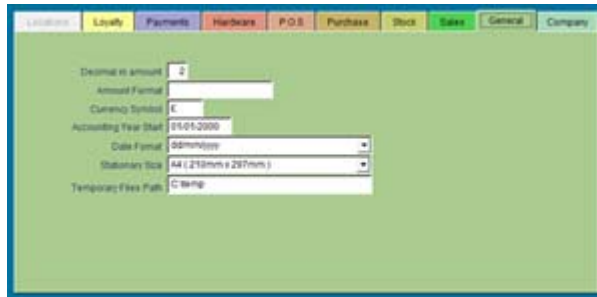 Locations Loyalty Payments Hardware P.O.S Purchase Stock Sales General Company
Decimal in amount 2
Amount Format
Currency Symbol £
Accounting Year Start 01/01/2000
Date Format dd/mm/yyyy
Stationary Size A4 ( 210mm x 297mm )
Temporary Files Path C:\temp